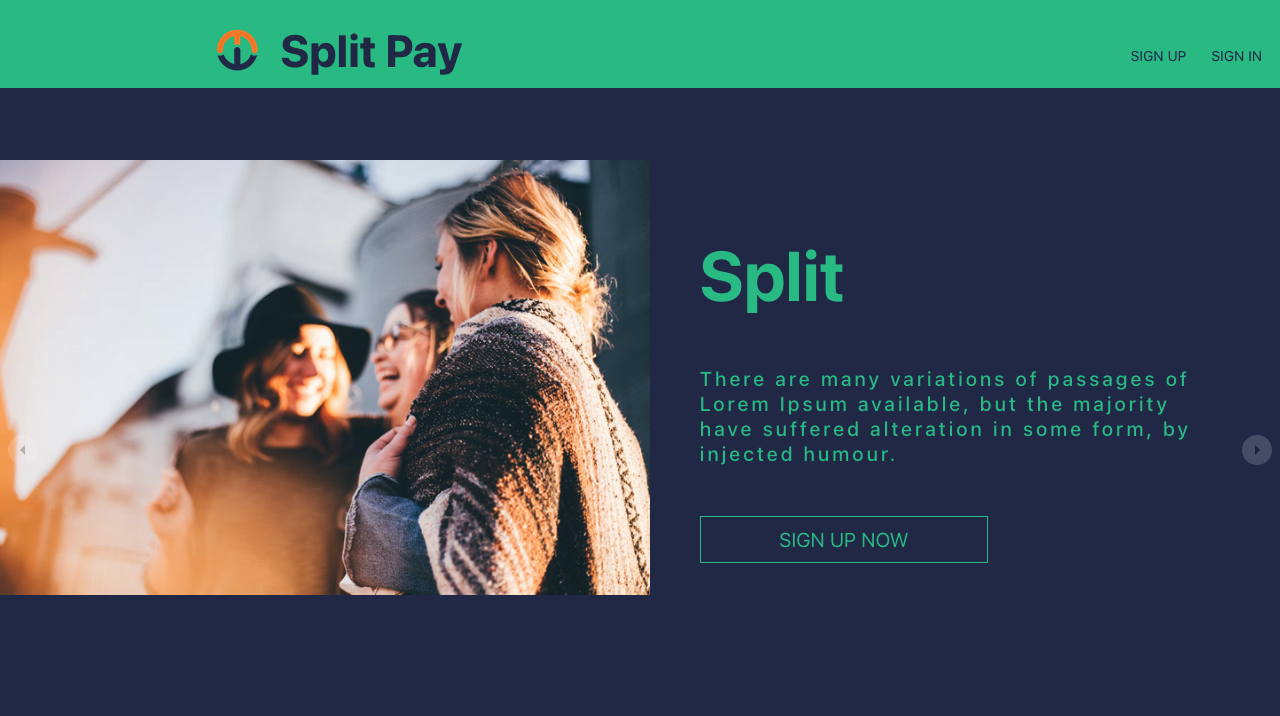 Split Pay
SIGN UP
SIGN IN
Split
There are many variations of passages of
Lorem Ipsum available, but the majority
have suffered alteration in some form, by
injected humour.
SIGN UP NOW